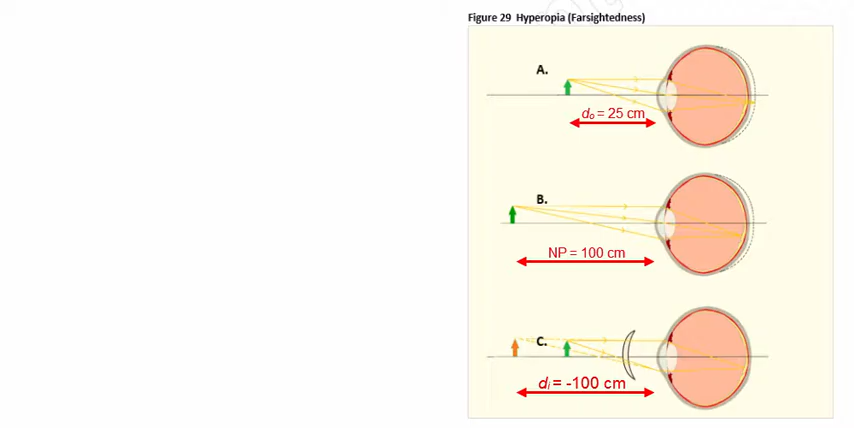 Figure 29 Hyperopia (Farsightedness)
A.
dₒ = 25 cm
B.
NP = 100 cm
C.
dᵢ = -100 cm